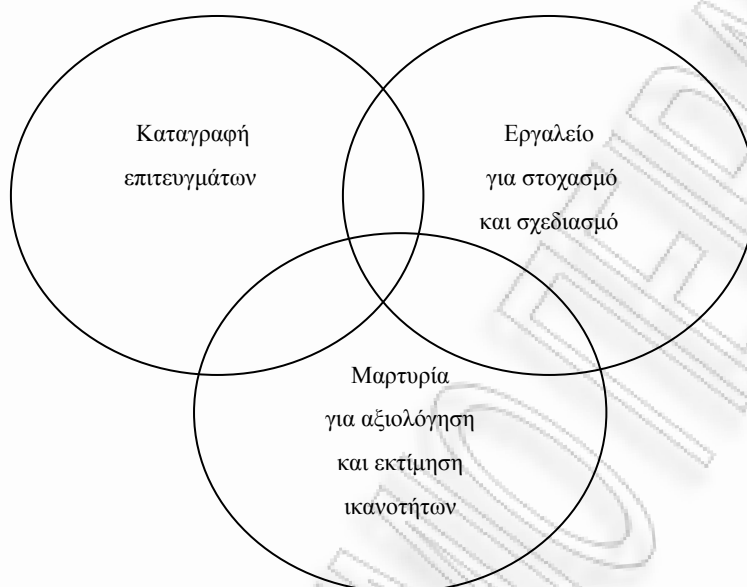 Καταγραφή
επιτευγμάτων
Εργαλείο
για στοχασμό
και σχεδιασμό
Μαρτυρία
για αξιολόγηση
και εκτίμηση
ικανοτήτων